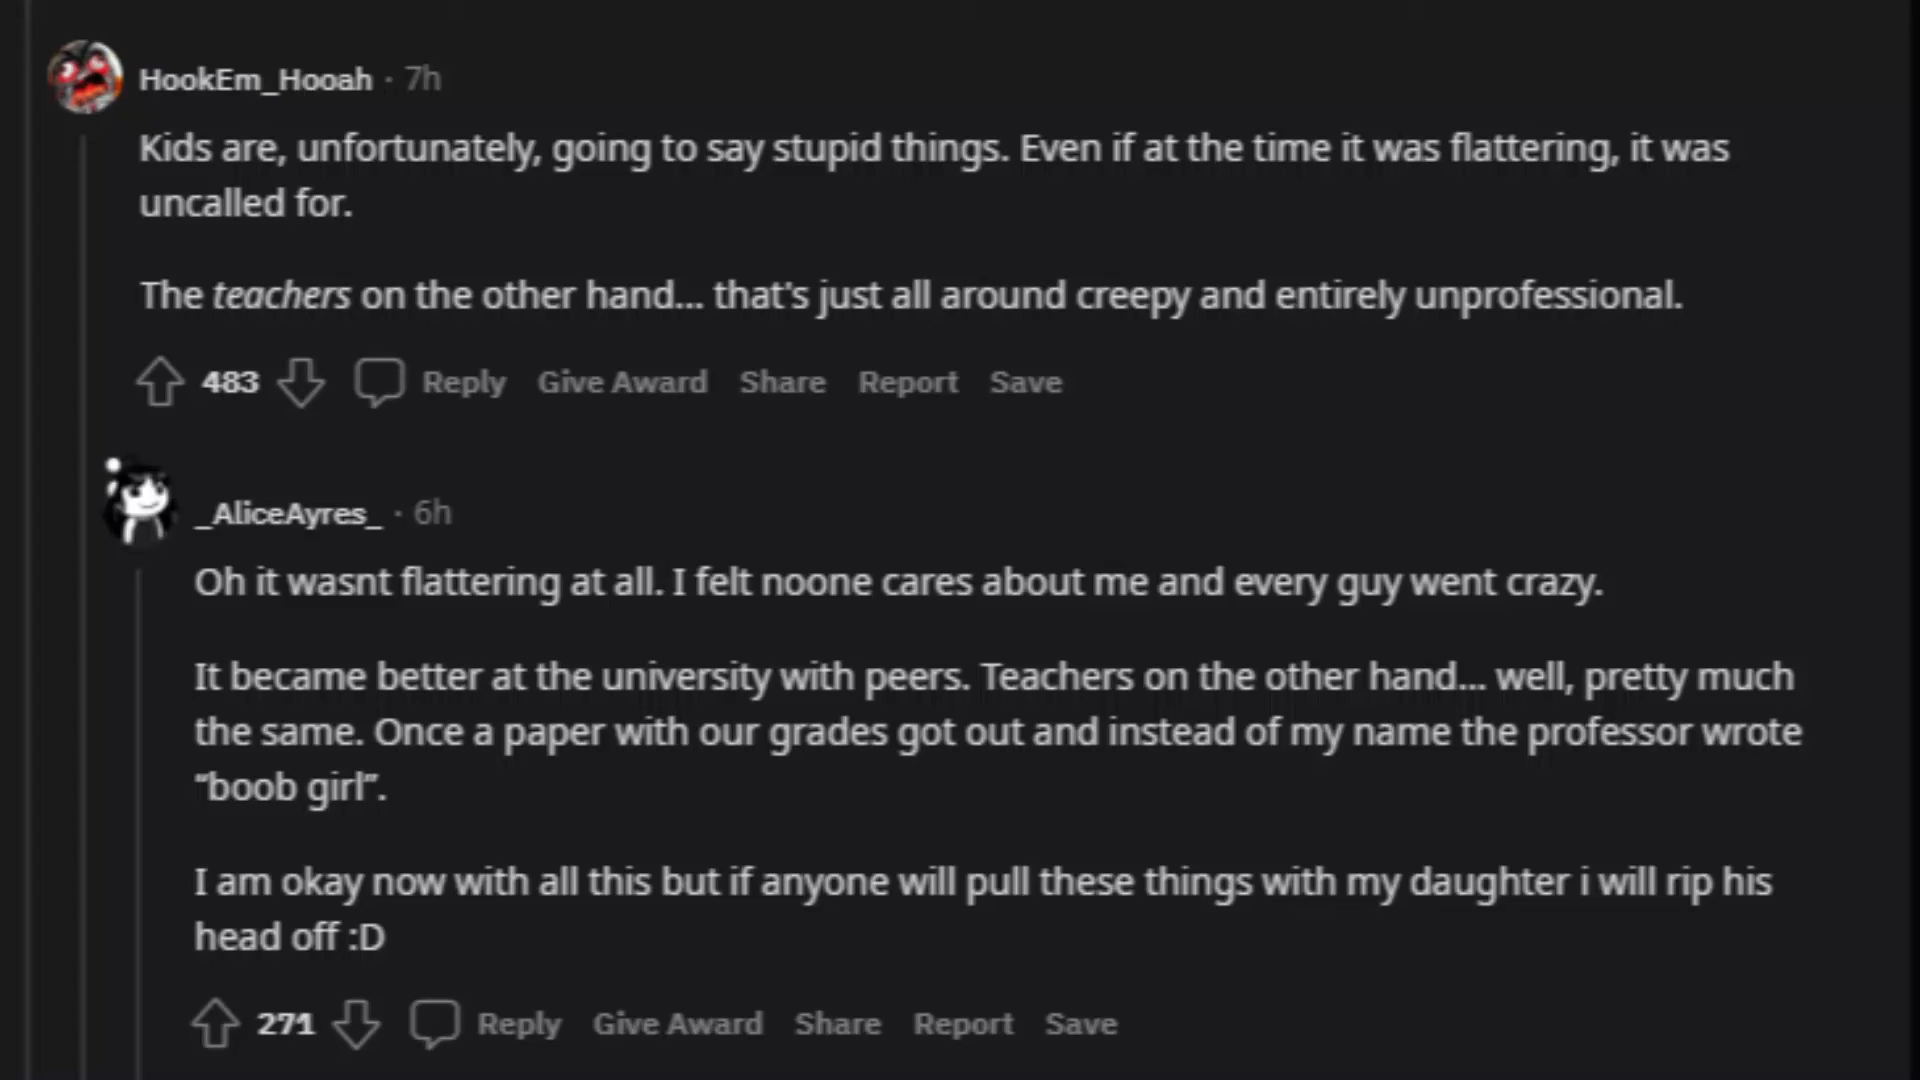 HookEm_Hooah · 7h
Kids are, unfortunately, going to say stupid things. Even if at the time it was flattering, it was
uncalled for.
The teachers on the other hand... that's just all around creepy and entirely unprofessional.
483 Reply Give Award Share Report Save
_AliceAyres_ · 6h
Oh it wasnt flattering at all. I felt noone cares about me and every guy went crazy.
It became better at the university with peers. Teachers on the other hand... well, pretty much
the same. Once a paper with our grades got out and instead of my name the professor wrote
“boob girl”.
I am okay now with all this but if anyone will pull these things with my daughter i will rip his
head off :D
271 Reply Give Award Share Report Save